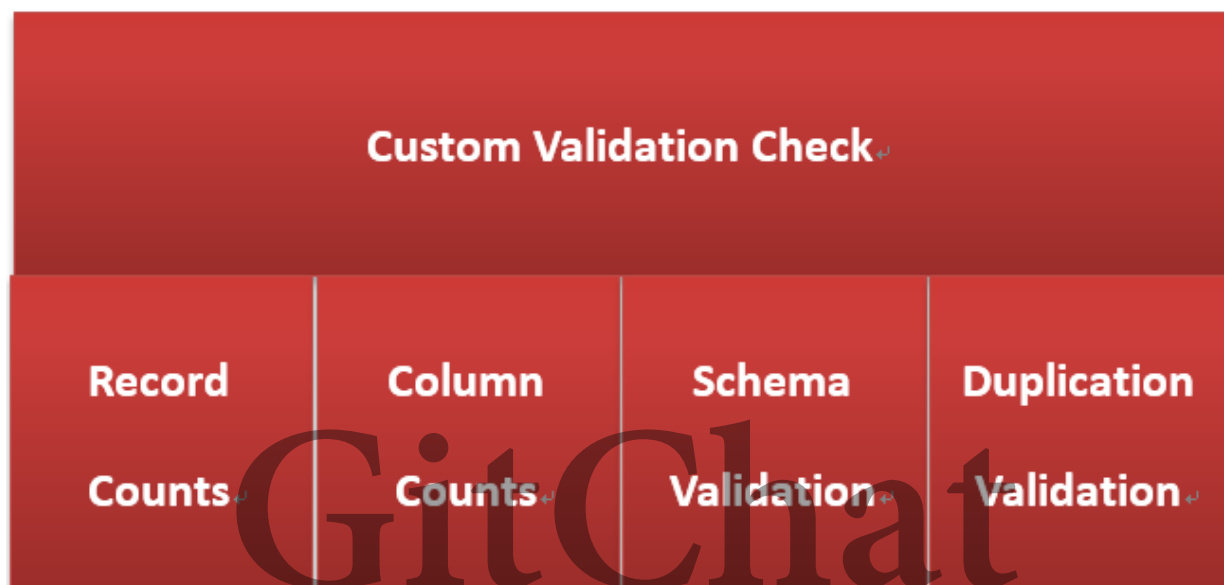 Custom Validation Check
Record
Counts
Column
Counts
Schema
Validation
Duplication
Validation
GitChat